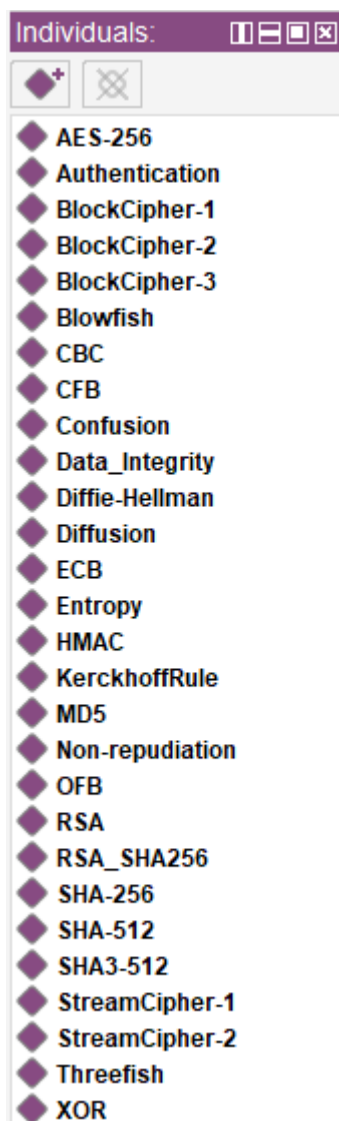 Individuals:
AES-256
Authentication
BlockCipher-1
BlockCipher-2
BlockCipher-3
Blowfish
CBC
CFB
Confusion
Data_Integrity
Diffie-Hellman
Diffusion
ECB
Entropy
HMAC
KerckhoffRule
MD5
Non-repudiation
OFB
RSA
RSA_SHA256
SHA-256
SHA-512
SHA3-512
StreamCipher-1
StreamCipher-2
Threefish
XOR